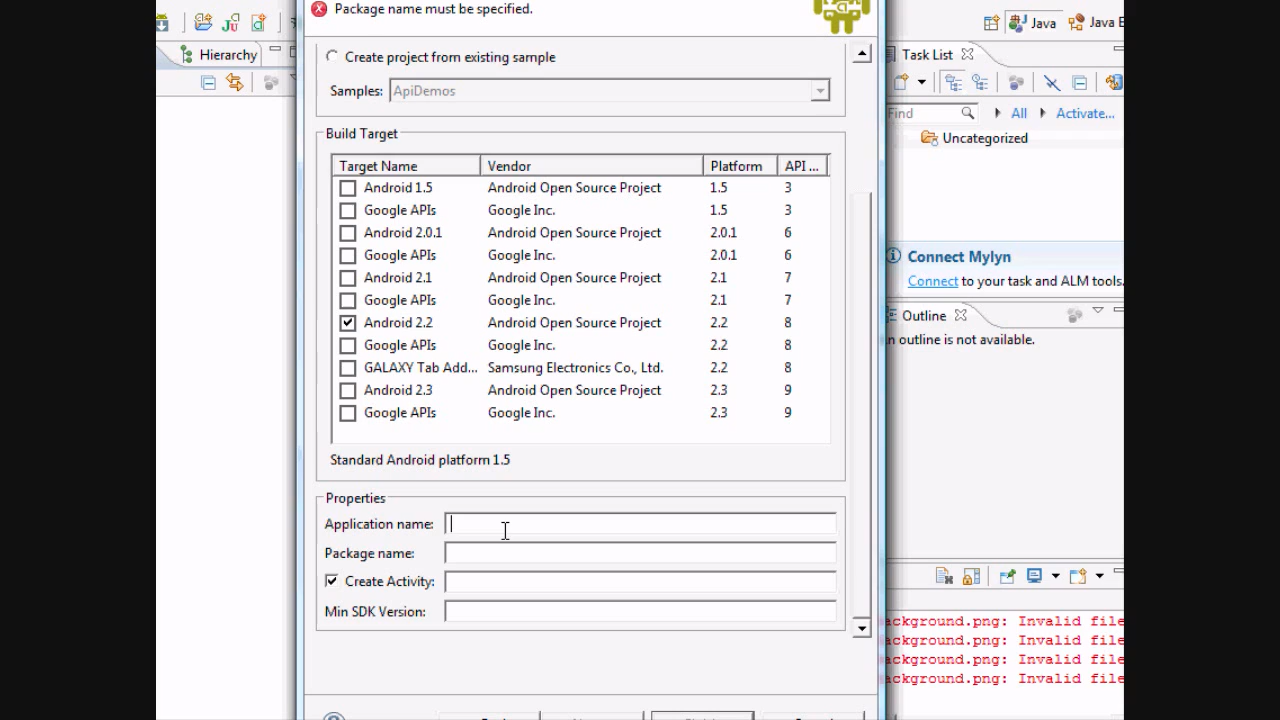 Package name must be specified.
Java
Java
Hierarchy
Task List
Create project from existing sample
Samples: ApiDemos
Find
All
Activate...
Uncategorized
Build Target
Target Name Vendor Platform API ...
Android 1.5 Android Open Source Project 1.5 3
Google APIs Google Inc. 1.5 3
Android 2.0.1 Android Open Source Project 2.0.1 6
Google APIs Google Inc. 2.0.1 6
Android 2.1 Android Open Source Project 2.1 7
Google APIs Google Inc. 2.1 7
Android 2.2 Android Open Source Project 2.2 8
Google APIs Google Inc. 2.2 8
GALAXY Tab Add... Samsung Electronics Co., Ltd. 2.2 8
Android 2.3 Android Open Source Project 2.3 9
Google APIs Google Inc. 2.3 9
Connect Mylyn
Connect to your task and ALM tools.
Outline
n outline is not available.
Standard Android platform 1.5
Properties
Application name:
Package name:
Create Activity:
Min SDK Version:
ackground.png: Invalid file
ackground.png: Invalid file
ackground.png: Invalid file
ackground.png: Invalid file